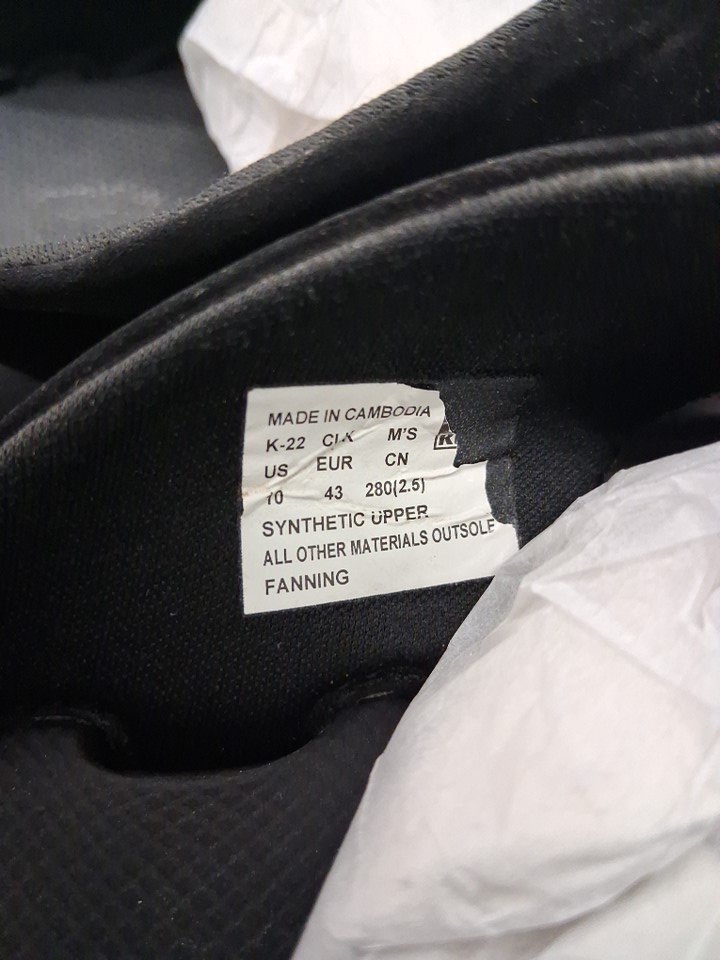 MADE IN CAMBODIA
K-22 CLK M'S
US EUR CN
10 43 280(2.5)
SYNTHETIC UPPER
ALL OTHER MATERIALS OUTSOLE
FANNING